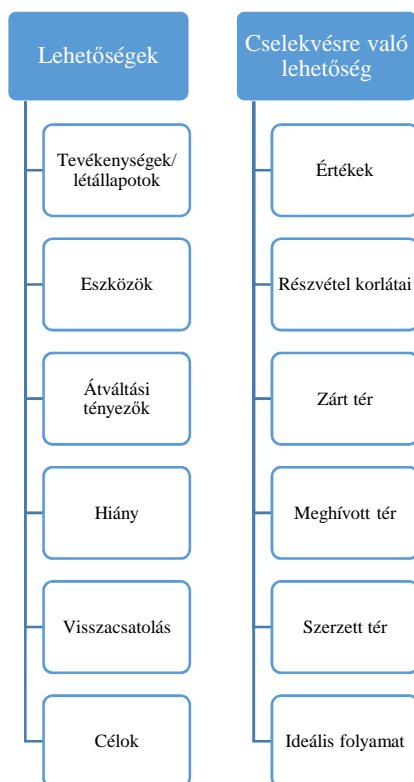 Lehetőségek
Tevékenységek/
létállapotok
Eszközök
Átváltási
tényezők
Hiány
Visszacsatolás
Célok
Cselekvésre való
lehetőség
Értékek
Részvétel korlátai
Zárt tér
Meghívott tér
Szerzett tér
Ideális folyamat